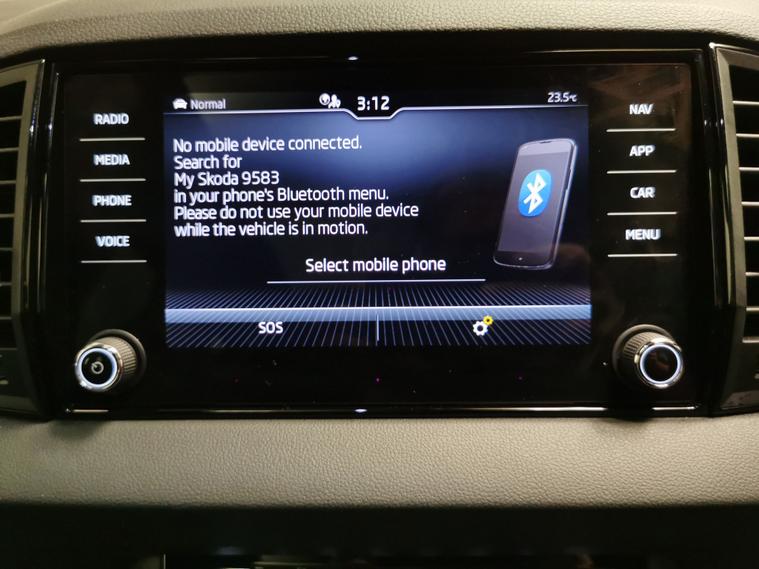 Normal
3:12
23.5°C
RADIO
MEDIA
PHONE
VOICE
No mobile device connected.
Search for
My Skoda 9583
in your phone's Bluetooth menu.
Please do not use your mobile device
while the vehicle is in motion.
Select mobile phone
SOS
NAV
APP
CAR
MENU